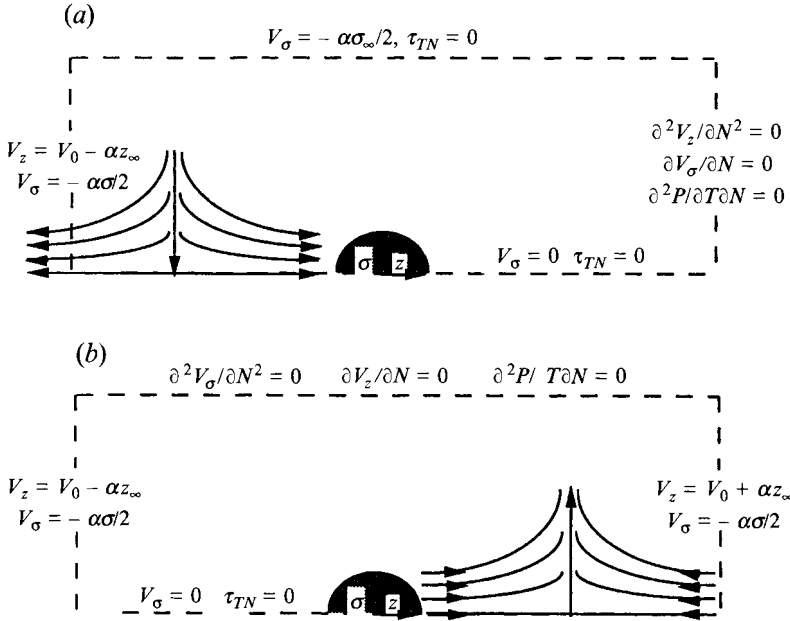 (a)
V_σ = − ασ_∞/2, τ_TN = 0
V_z = V_0 − αz_∞
V_σ = − ασ/2
∂²V_z/∂N² = 0
∂V_σ/∂N = 0
∂²P/∂T∂N = 0
σ z
V_σ = 0 τ_TN = 0
(b)
∂²V_σ/∂N² = 0 ∂V_z/∂N = 0 ∂²P/ T∂N = 0
V_z = V_0 − αz_∞
V_σ = − ασ/2
V_z = V_0 + αz_∞
V_σ = − ασ/2
V_σ = 0 τ_TN = 0
σ z